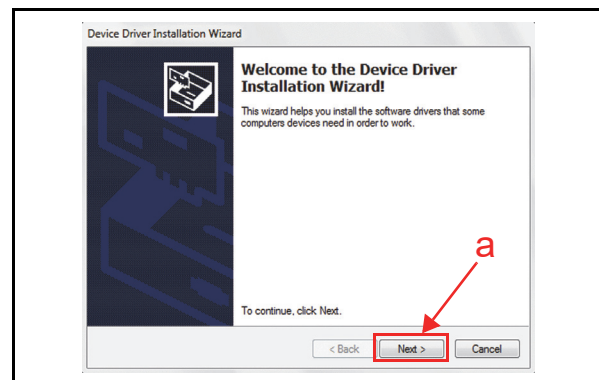 Device Driver Installation Wizard
Welcome to the Device Driver
Installation Wizard!
This wizard helps you install the software drivers that some
computers devices need in order to work.
a
To continue, click Next.
< Back
Next >
Cancel